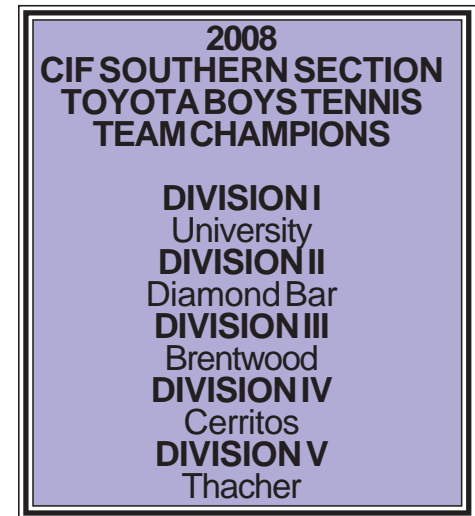 2008
CIF SOUTHERN SECTION
TOYOTA BOYS TENNIS
TEAM CHAMPIONS
DIVISION I
University
DIVISION II
Diamond Bar
DIVISION III
Brentwood
DIVISION IV
Cerritos
DIVISION V
Thacher